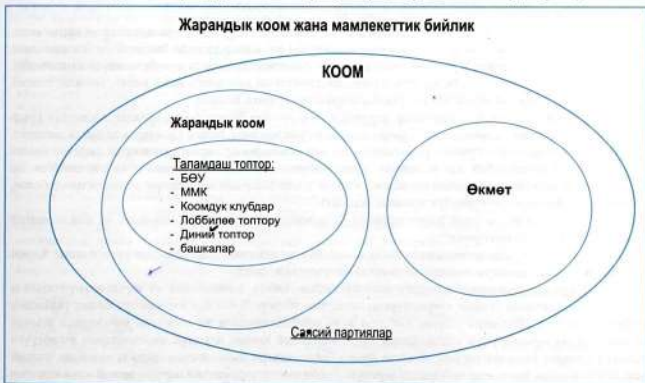 Жарандык коом жана мамлекеттик бийлик
КООМ
Жарандык коом
Таламдаш топтор:
- БӨУ
- ММК
- Коомдук клубдар
- Лоббилөө топтору
- Диний топтор
- башкалар
Өкмөт
Саясий партиялар